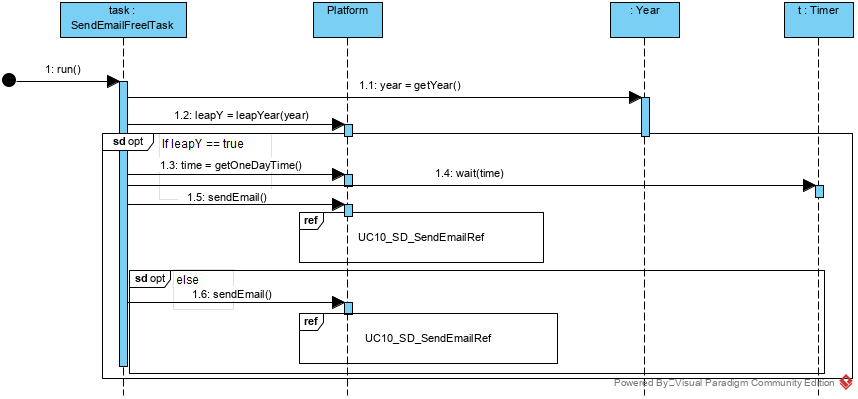 task :
SendEmailFreelTask
Platform
: Year
t : Timer
1: run()
1.1: year = getYear()
1.2: leapY = leapYear(year)
sd opt
If leapY == true
1.3: time = getOneDayTime()
1.4: wait(time)
1.5: sendEmail()
ref
UC10_SD_SendEmailRef
sd opt
else
1.6: sendEmail()
ref
UC10_SD_SendEmailRef
Powered By Visual Paradigm Community Edition